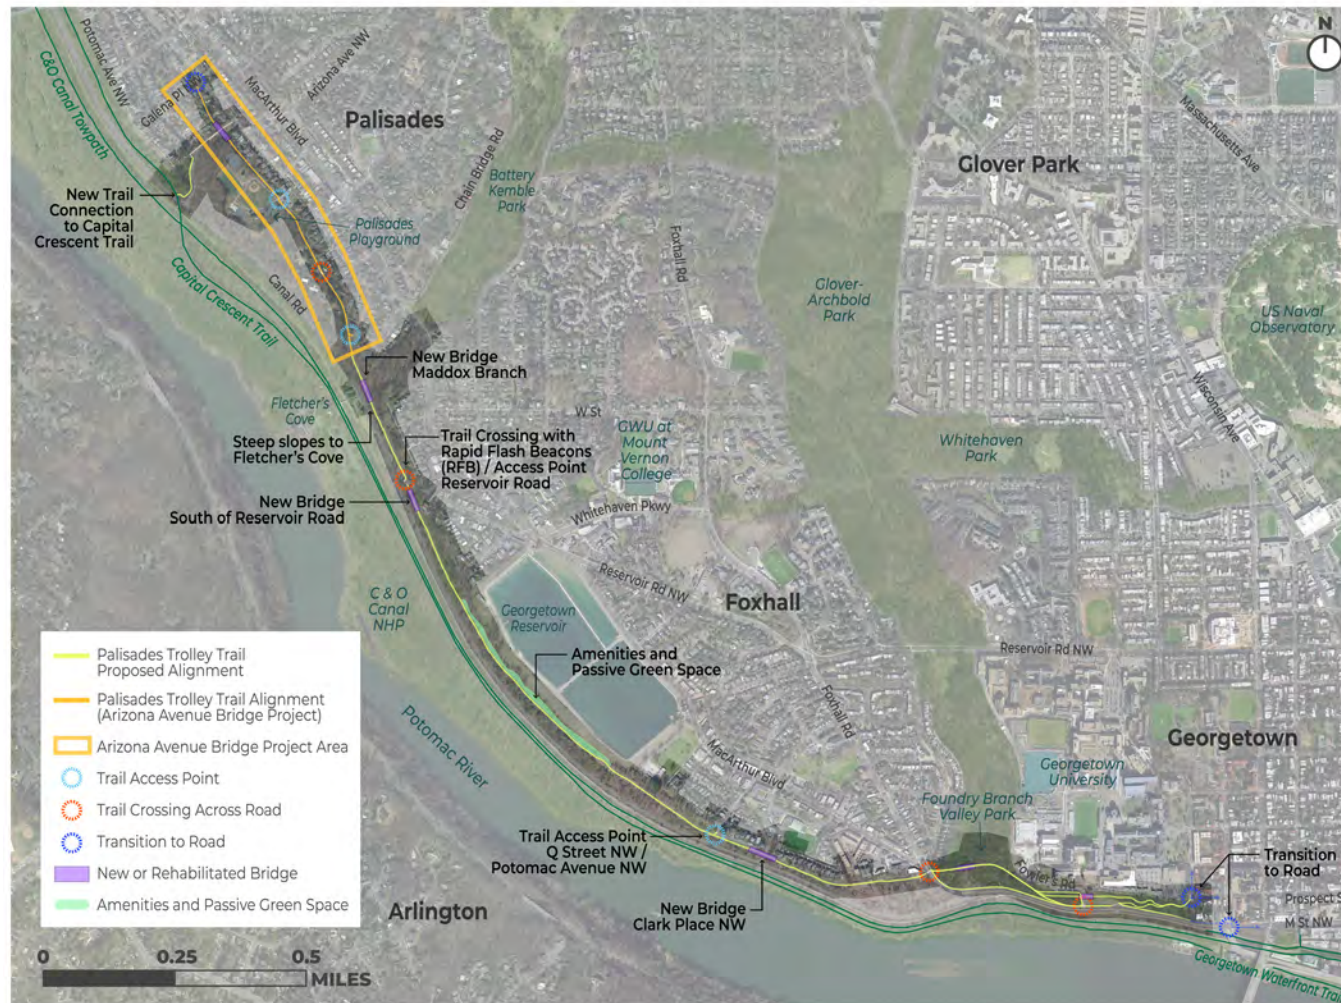 N
Potomac Ave NW
C&O Canal Towpath
Galena Pl
MacArthur Blvd
Arizona Ave NW
Palisades
Chain Bridge Rd
Battery
Kemble
Park
Glover Park
Massachusetts Ave
New Trail
Connection
to Capital
Crescent Trail
Palisades
Playground
Foxhall Rd
Capital Crescent Trail
Canal Rd
Glover-
Archbold
Park
US Naval
Observatory
New Bridge
Maddox Branch
Wisconsin Ave
Fletcher's
Cove
W St
Steep slopes to
Fletcher's Cove
Trail Crossing with
Rapid Flash Beacons
(RFB) / Access Point
Reservoir Road
GWU at
Mount
Vernon
College
Whitehaven
Park
New Bridge
South of Reservoir Road
Whitehaven Pkwy
Reservoir Rd NW
C & O
Canal
NHP
Georgetown
Reservoir
Foxhall
Reservoir Rd NW
Amenities and
Passive Green Space
Foxhall Rd
Palisades Trolley Trail
Proposed Alignment
Palisades Trolley Trail Alignment
(Arizona Avenue Bridge Project)
Arizona Avenue Bridge Project Area
Trail Access Point
Trail Crossing Across Road
Transition to Road
New or Rehabilitated Bridge
Amenities and Passive Green Space
Potomac River
MacArthur Blvd
Georgetown
Georgetown
University
Foundry Branch
Valley Park
Trail Access Point
Q Street NW /
Potomac Avenue NW
Fowler's Rd
Transition
to Road
Prospect S
M St NW
Arlington
New Bridge
Clark Place NW
Georgetown Waterfront Trai
0 0.25 0.5
MILES